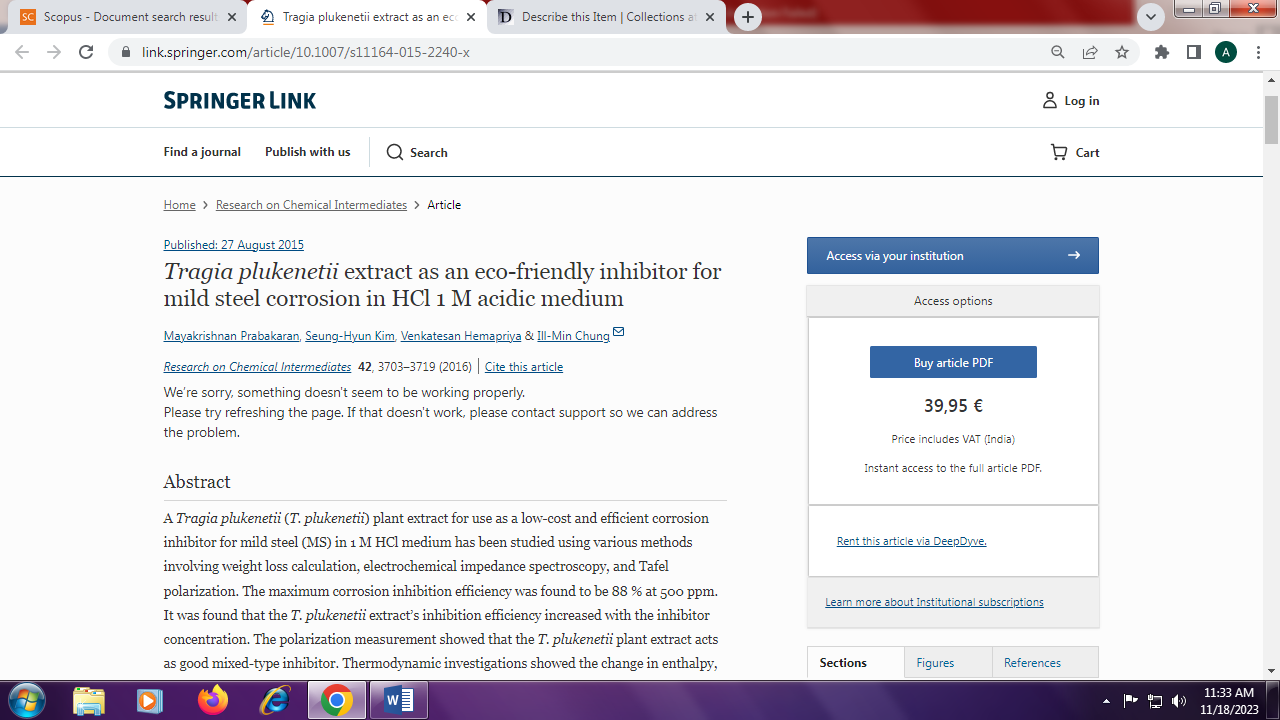 Scopus - Document search result
Tragia plukenetii extract as an eco
Describe this Item | Collections a
link.springer.com/article/10.1007/s11164-015-2240-x
A
SPRINGER LINK
Log in
Find a journal
Publish with us
Search
Cart
Home > Research on Chemical Intermediates > Article
Published: 27 August 2015
Tragia plukenetii extract as an eco-friendly inhibitor for
mild steel corrosion in HCl 1 M acidic medium
Mayakrishnan Prabakaran, Seung-Hyun Kim, Venkatesan Hemapriya & Ill-Min Chung
Research on Chemical Intermediates 42, 3703–3719 (2016) | Cite this article
We're sorry, something doesn't seem to be working properly.
Please try refreshing the page. If that doesn't work, please contact support so we can address
the problem.
Abstract
A Tragia plukenetii (T. plukenetii) plant extract for use as a low-cost and efficient corrosion
inhibitor for mild steel (MS) in 1 M HCl medium has been studied using various methods
involving weight loss calculation, electrochemical impedance spectroscopy, and Tafel
polarization. The maximum corrosion inhibition efficiency was found to be 88 % at 500 ppm.
It was found that the T. plukenetii extract's inhibition efficiency increased with the inhibitor
concentration. The polarization measurement showed that the T. plukenetii plant extract acts
as good mixed-type inhibitor. Thermodynamic investigations showed the change in enthalpy,
Access via your institution
Access options
Buy article PDF
39,95 €
Price includes VAT (India)
Instant access to the full article PDF.
Rent this article via DeepDyve.
Learn more about Institutional subscriptions
Sections
Figures
References
11:33 AM
11/18/2023